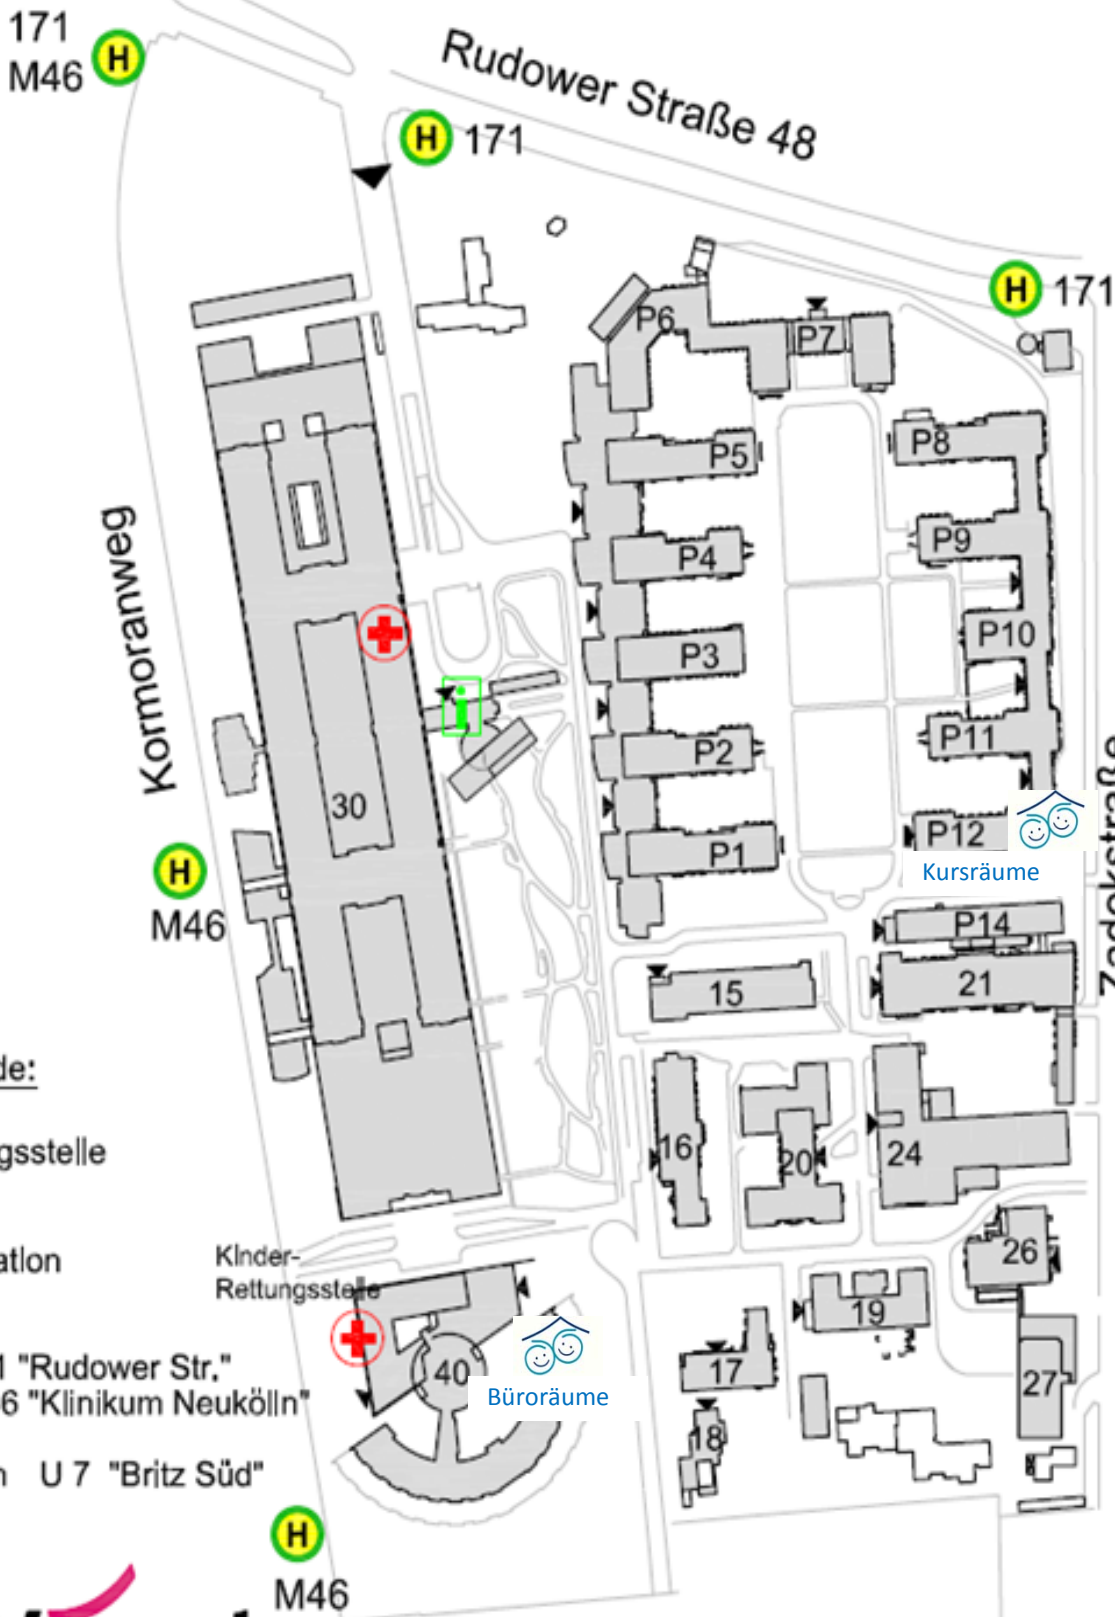 171
M46
H
Rudower Straße 48
H
171
H
171
P6
P7
P5
P8
P4
P9
P3
P10
P2
P11
Kormoranweg
30
i
P1
P12
Kursräume
H
M46
P14
15
21
de:
gsstelle
16
20
24
ation
Kinder-
Rettungsstelle
26
19
1 "Rudower Str."
6 "Klinikum Neukölln"
40
Büroräume
17
27
18
n U 7 "Britz Süd"
H
M46